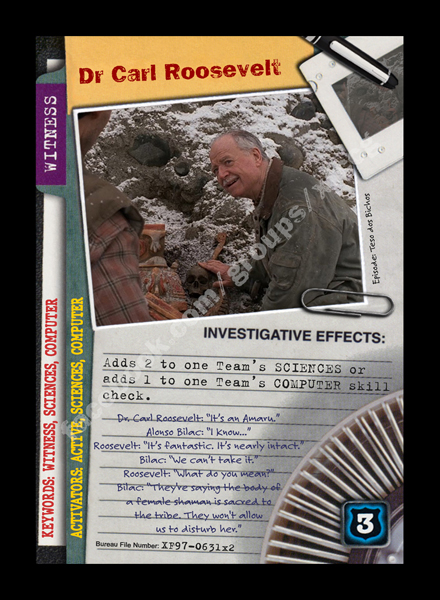 Dr Carl Roosevelt
WITNESS
Episode: Teso dos Bichos
KEYWORDS: WITNESS, SCIENCES, COMPUTER
ACTIVATORS: ACTIVE, SCIENCES, COMPUTER
INVESTIGATIVE EFFECTS:
Adds 2 to one Team's SCIENCES or
adds 1 to one Team's COMPUTER skill
check.
Dr. Carl Roosevelt: "It's an Amaru."
Alonso Bilac: "I know..."
Roosevelt: "It's fantastic. It's nearly intact."
Bilac: "We can't take it."
Roosevelt: "What do you mean?"
Bilac: "They're saying the body of
a female shaman is sacred to
the tribe. They won't allow
us to disturb her."
3
Bureau File Number: XF97-0631x2